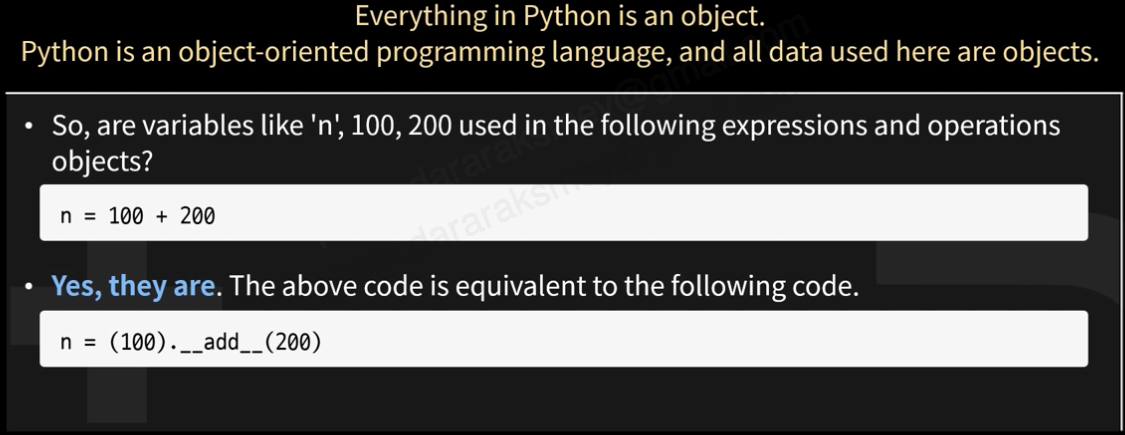 Everything in Python is an object.
Python is an object-oriented programming language, and all data used here are objects.
• So, are variables like 'n', 100, 200 used in the following expressions and operations
objects?
n = 100 + 200
• Yes, they are. The above code is equivalent to the following code.
n = (100).__add__(200)